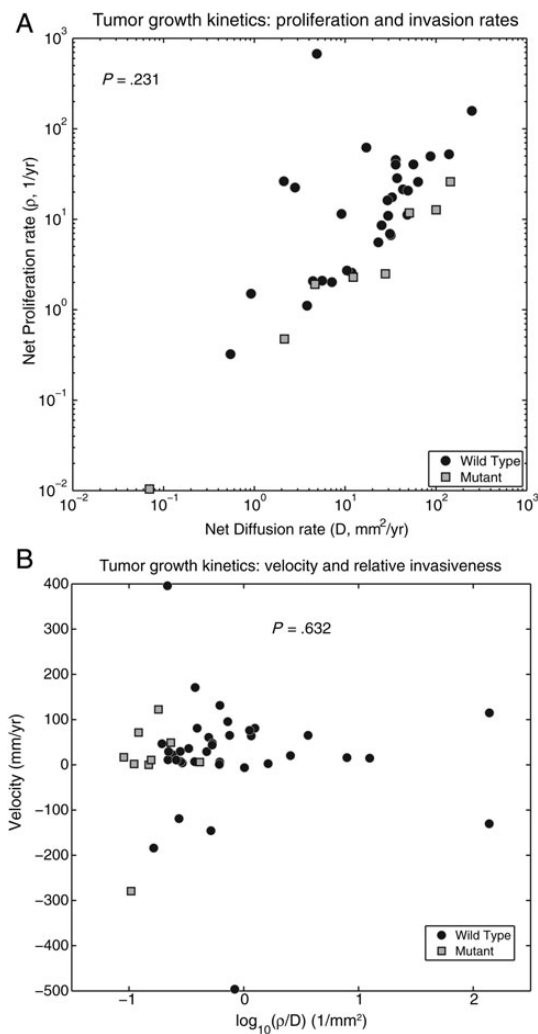 A
Tumor growth kinetics: proliferation and invasion rates
10³
P = .231
10²
10¹
10⁰
10⁻¹
10⁻²
Net Proliferation rate (ρ, 1/yr)
Wild Type
Mutant
10⁻² 10⁻¹ 10⁰ 10¹ 10² 10³
Net Diffusion rate (D, mm²/yr)
B
Tumor growth kinetics: velocity and relative invasiveness
400
P = .632
300
200
100
0
−100
−200
−300
−400
−500
Velocity (mm/yr)
Wild Type
Mutant
−1 0 1 2
log₁₀(ρ/D) (1/mm²)